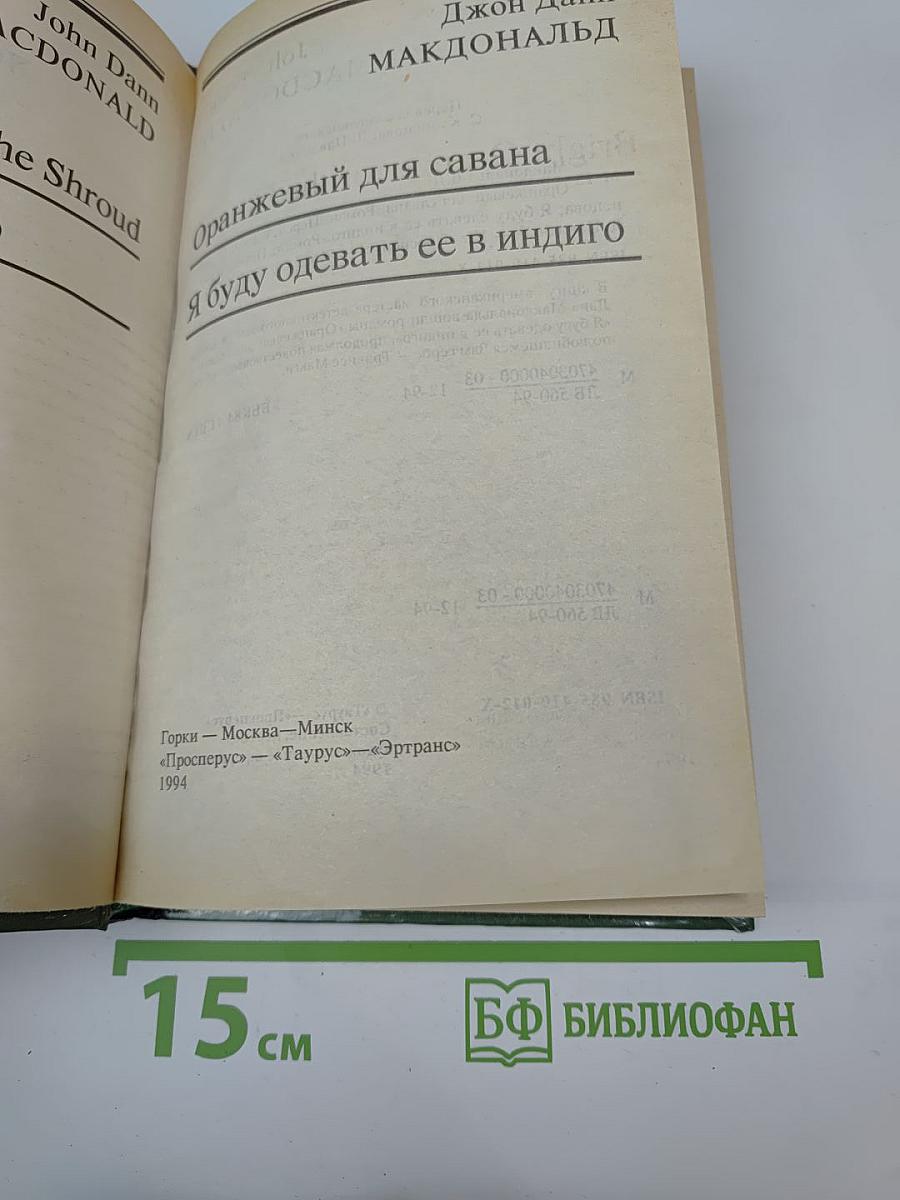 John Dann
ACDONALD
he Shroud
Джон Данн
МАКДОНАЛЬД
Оранжевый для савана
Я буду одевать ее в индиго
Горки — Москва—Минск
«Просперус» — «Таурус»—«Эртранс»
1994
15 см
БФ БИБЛИОФАН